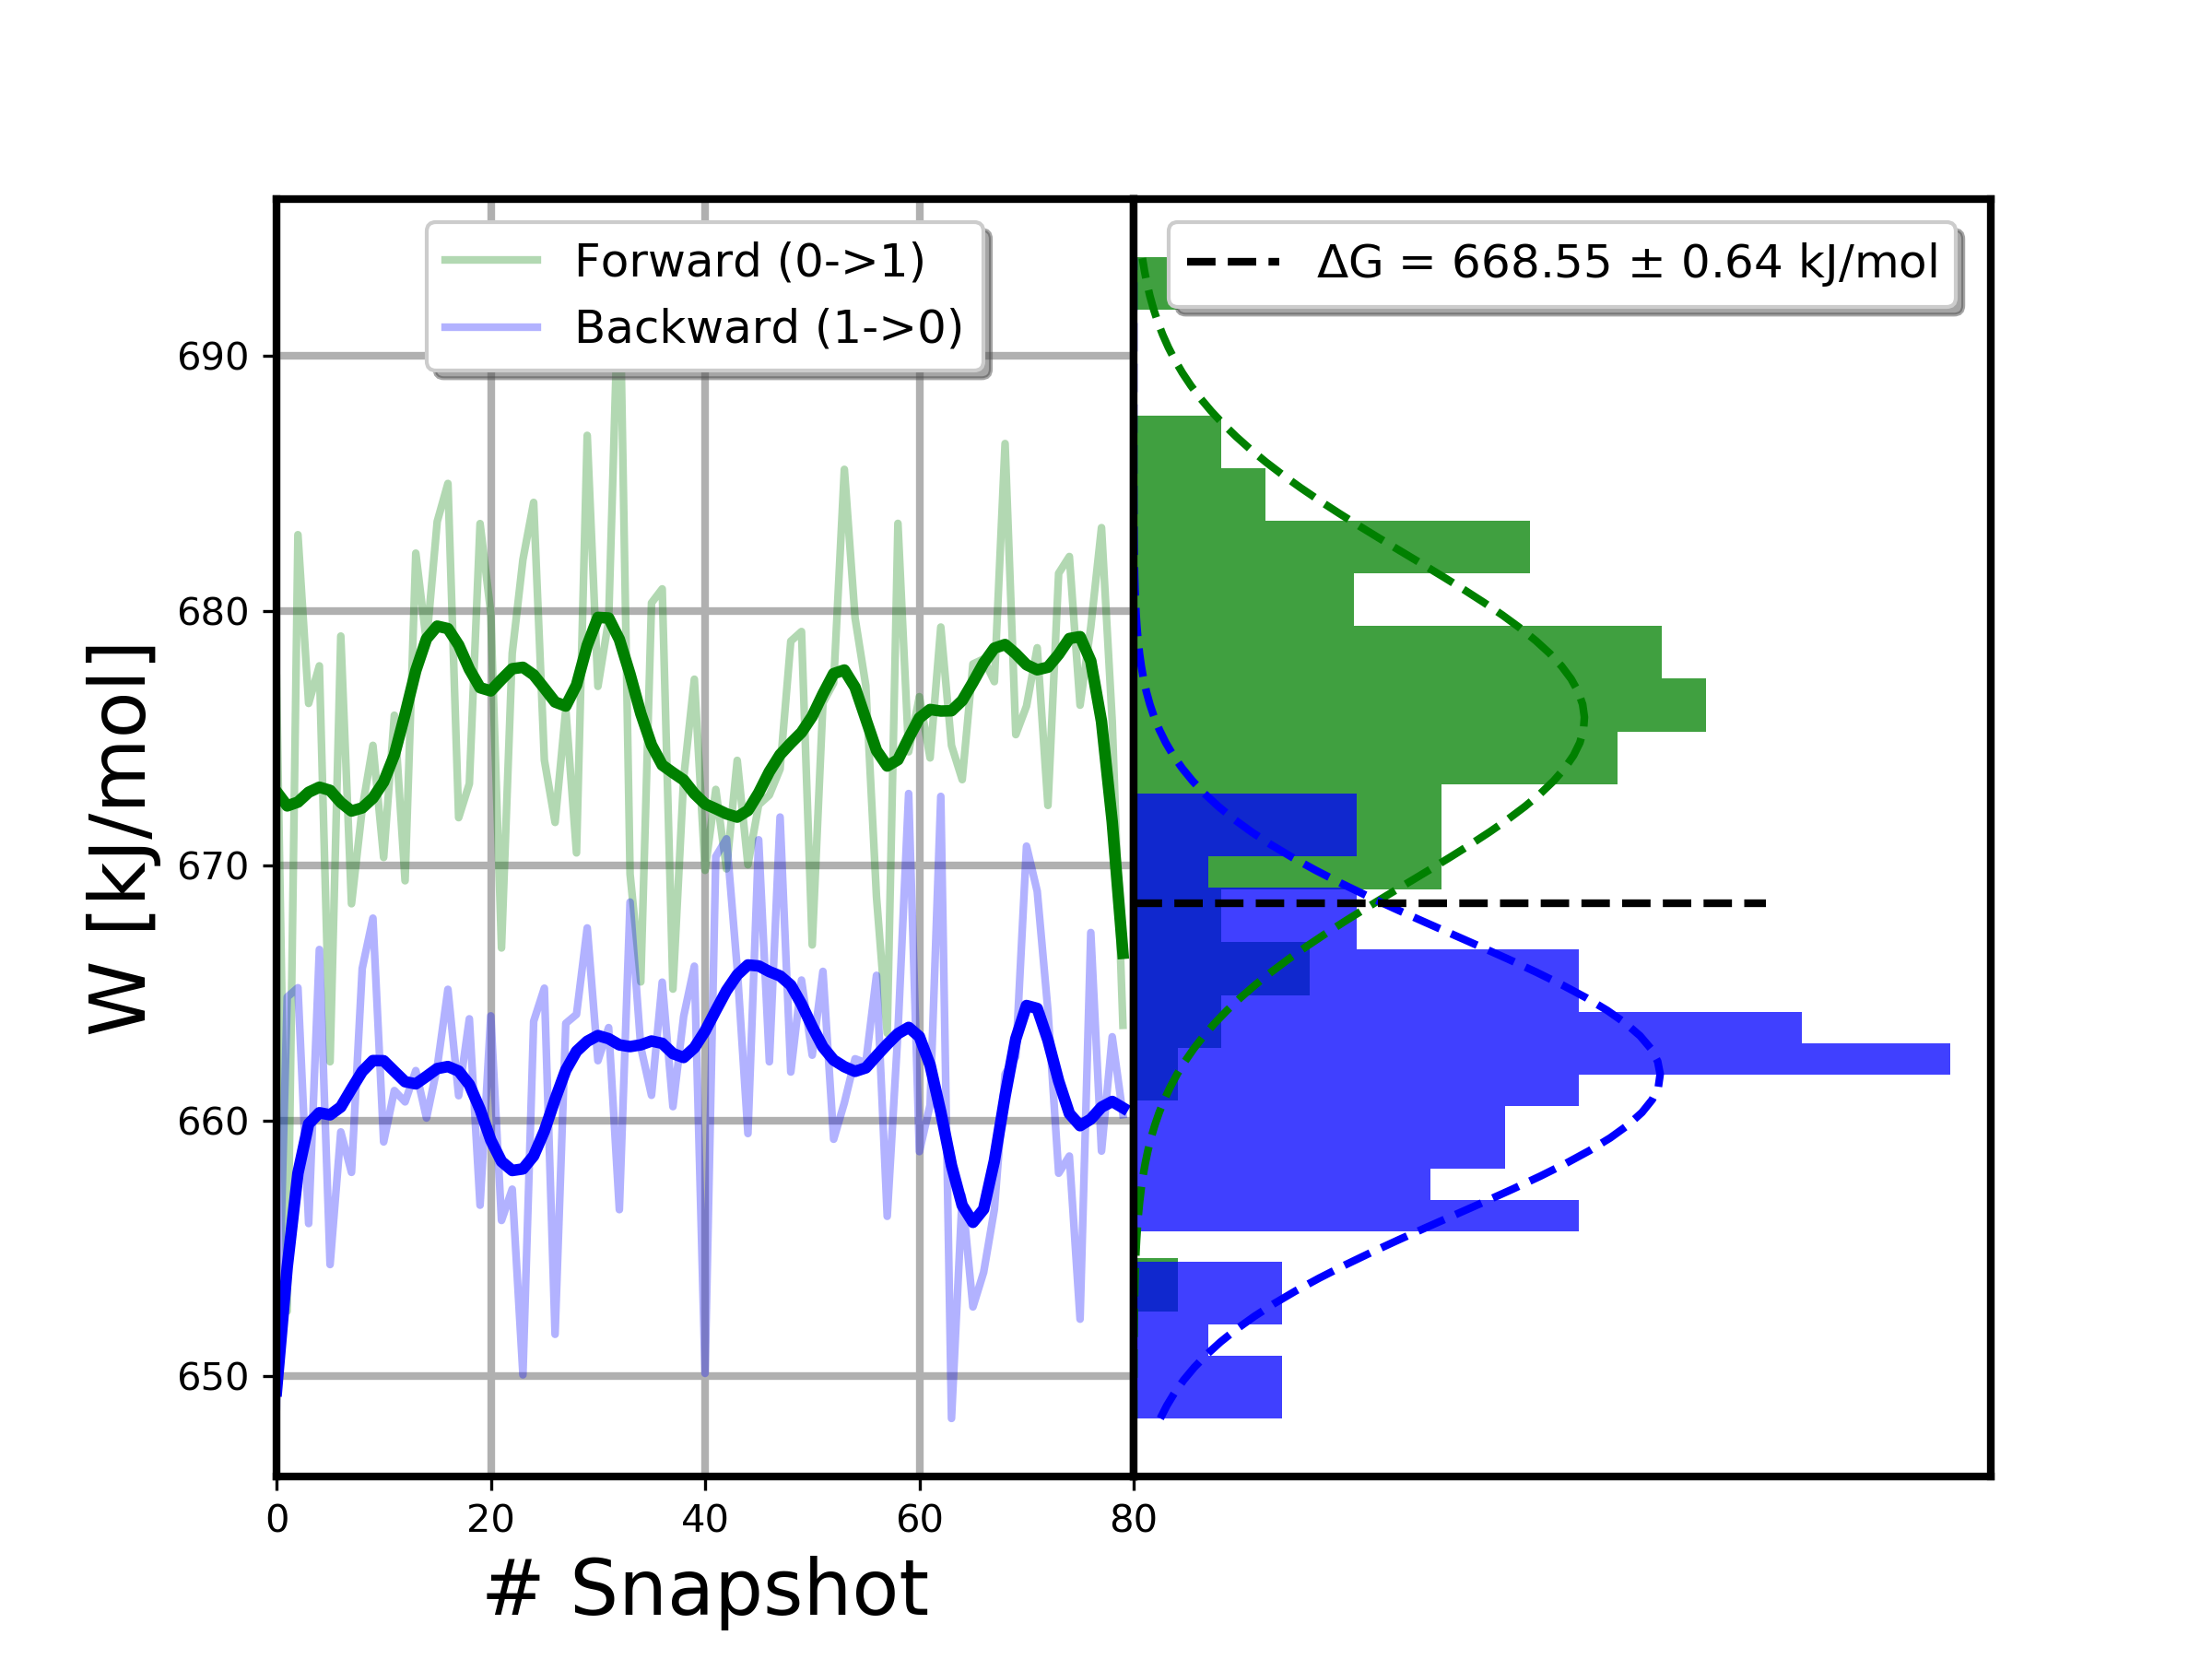 Forward (0->1)
Backward (1->0)
ΔG = 668.55 ± 0.64 kJ/mol
W [kJ/mol]
690
680
670
660
650
0 20 40 60 80
# Snapshot